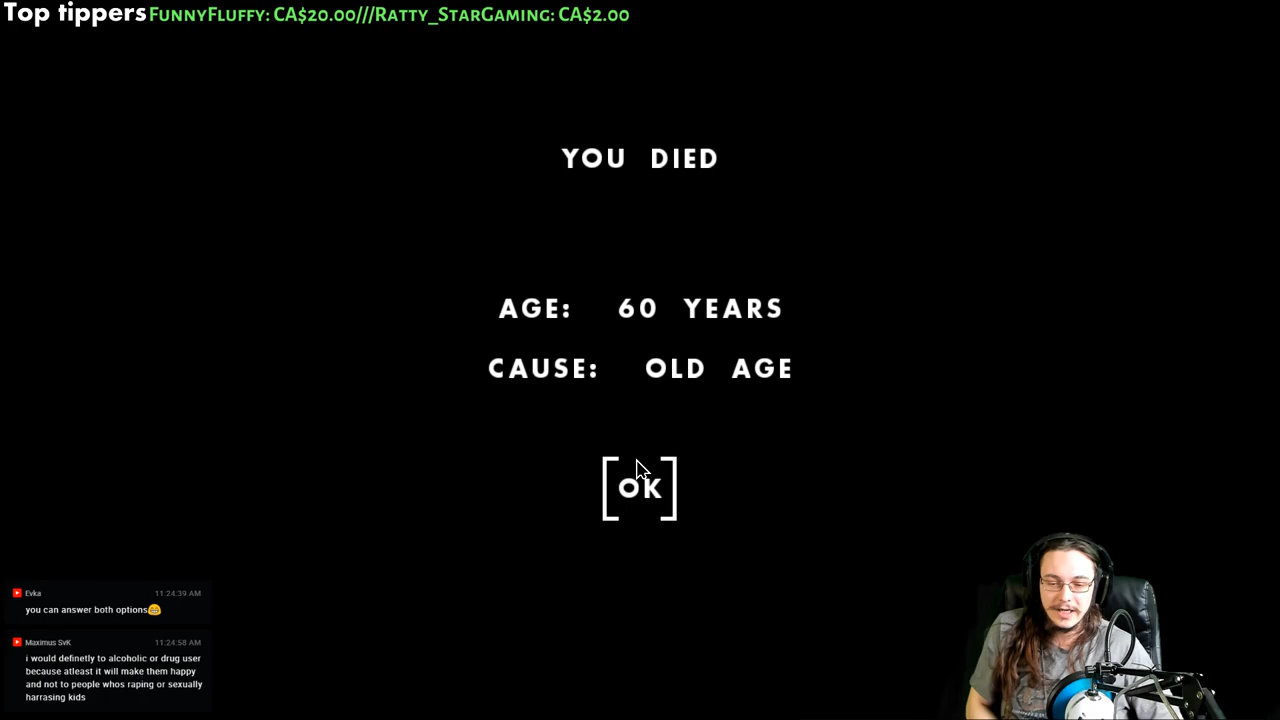 Top tippers FunnyFluffy: CA$20.00///Ratty_StarGaming: CA$2.00
YOU DIED
AGE: 60 YEARS
CAUSE: OLD AGE
[OK]
Evka 11:24:39 AM
you can answer both options😂
Maximus SvK 11:24:58 AM
i would definetly to alcoholic or drug user
because atleast it will make them happy
and not to people whos raping or sexually
harrasing kids